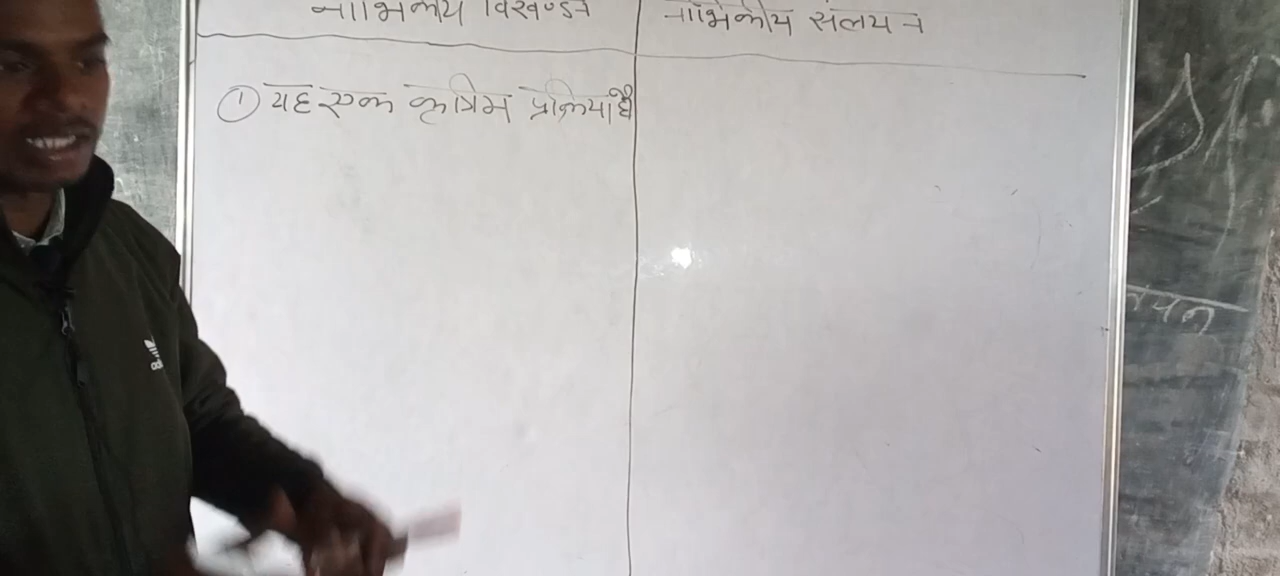 नाभिकीय विखण्डन
नाभिकीय संलयन
① यह एक कृत्रिम प्रक्रिया है